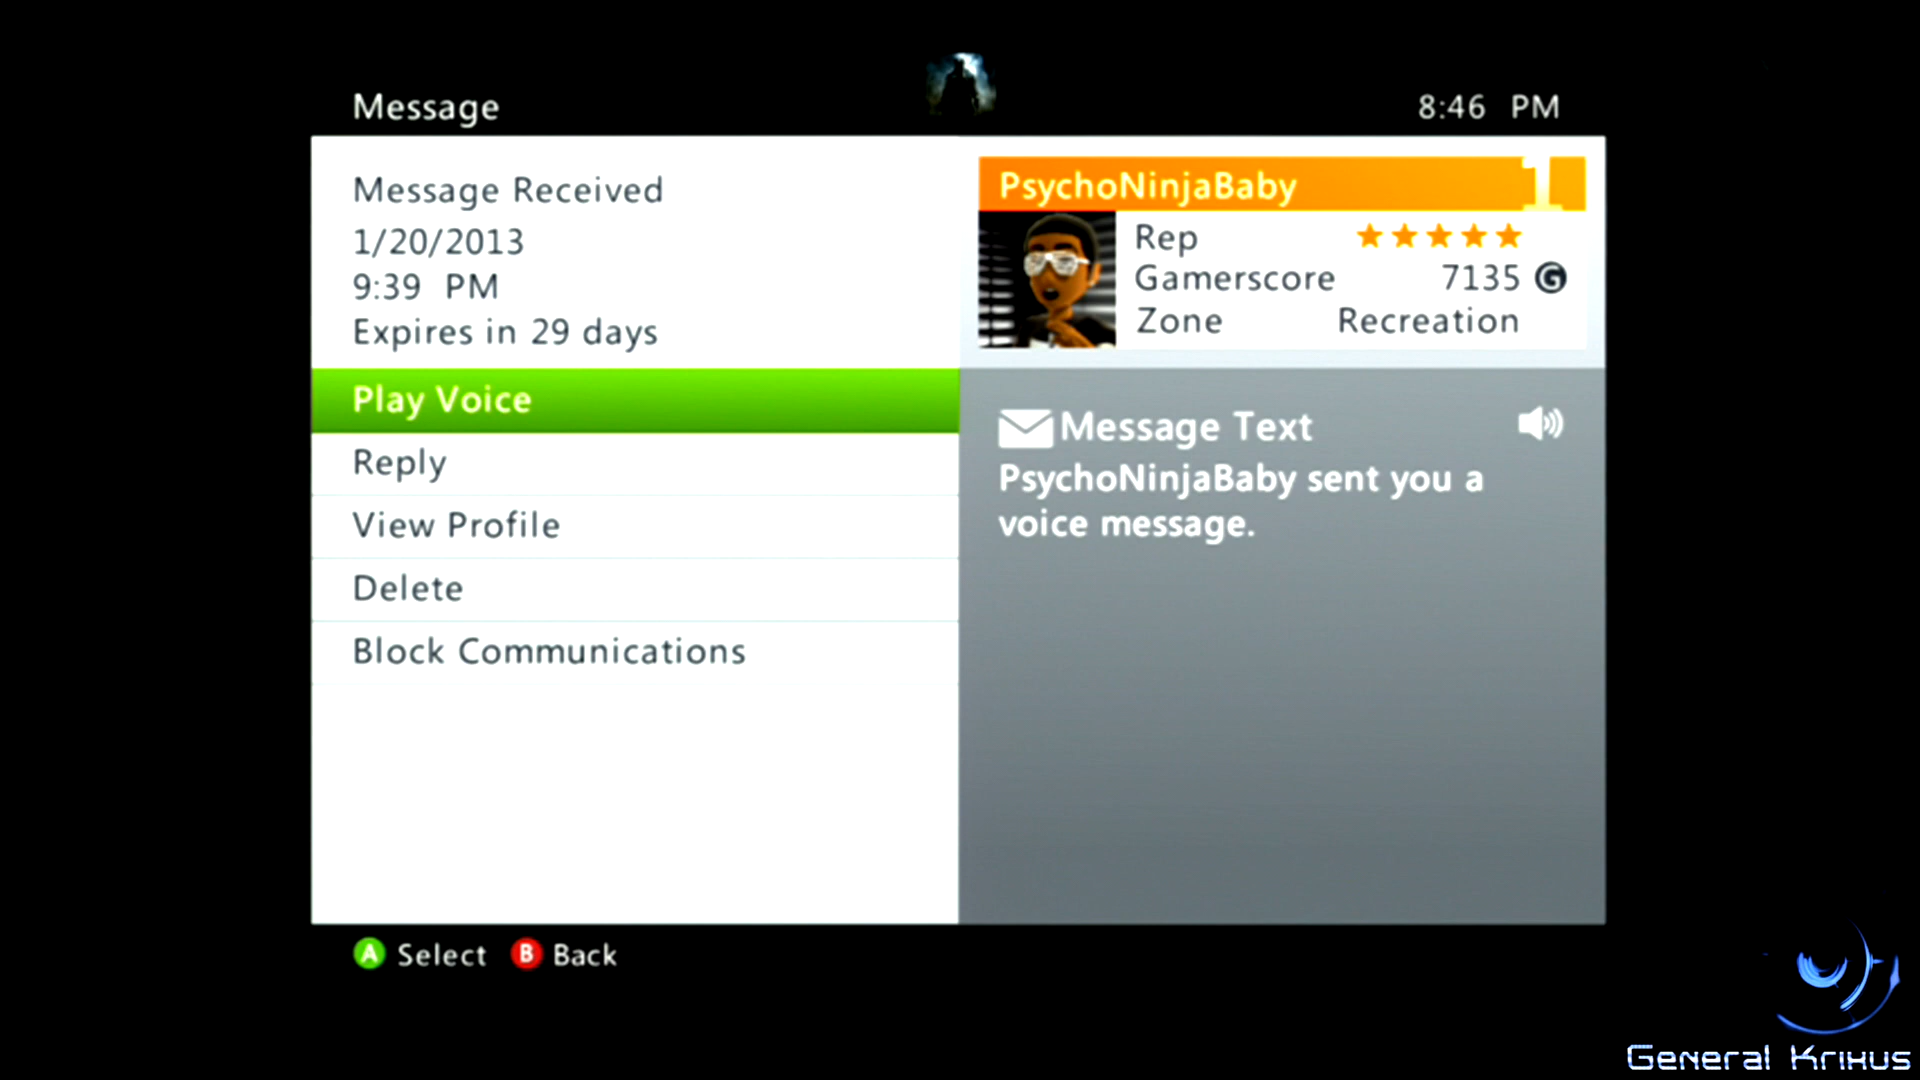 Message
8:46 PM
Message Received
1/20/2013
9:39 PM
Expires in 29 days
Play Voice
Reply
View Profile
Delete
Block Communications
PsychoNinjaBaby 1
Rep
Gamerscore 7135 G
Zone Recreation
Message Text
PsychoNinjaBaby sent you a
voice message.
A Select B Back
General Krixus